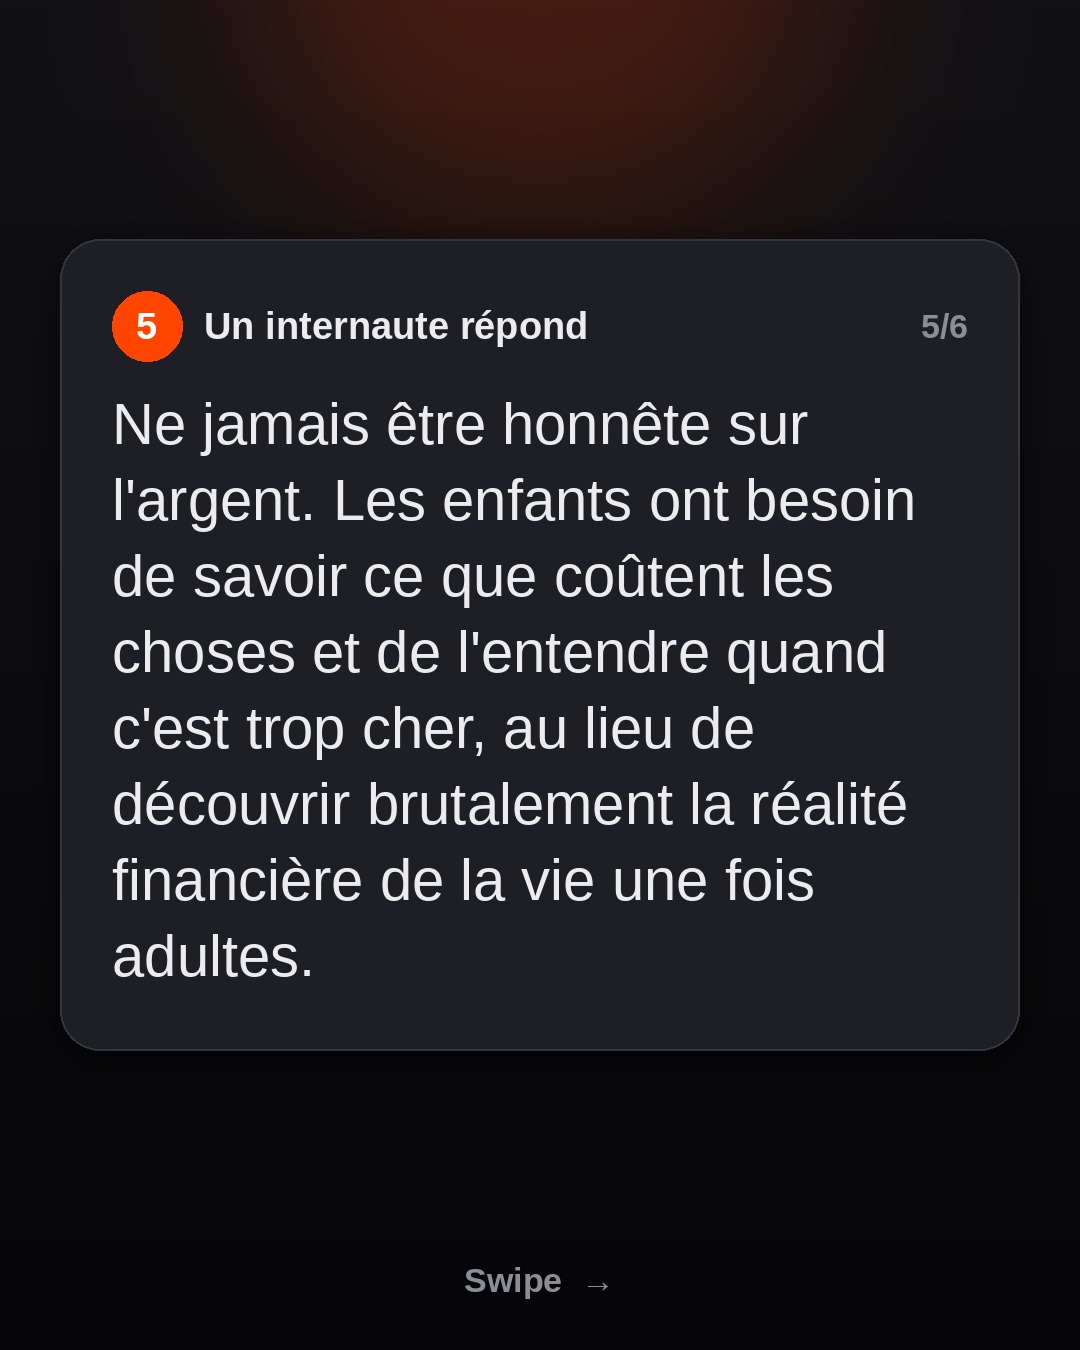 5 Un internaute répond 5/6
Ne jamais être honnête sur
l'argent. Les enfants ont besoin
de savoir ce que coûtent les
choses et de l'entendre quand
c'est trop cher, au lieu de
découvrir brutalement la réalité
financière de la vie une fois
adultes.
Swipe →